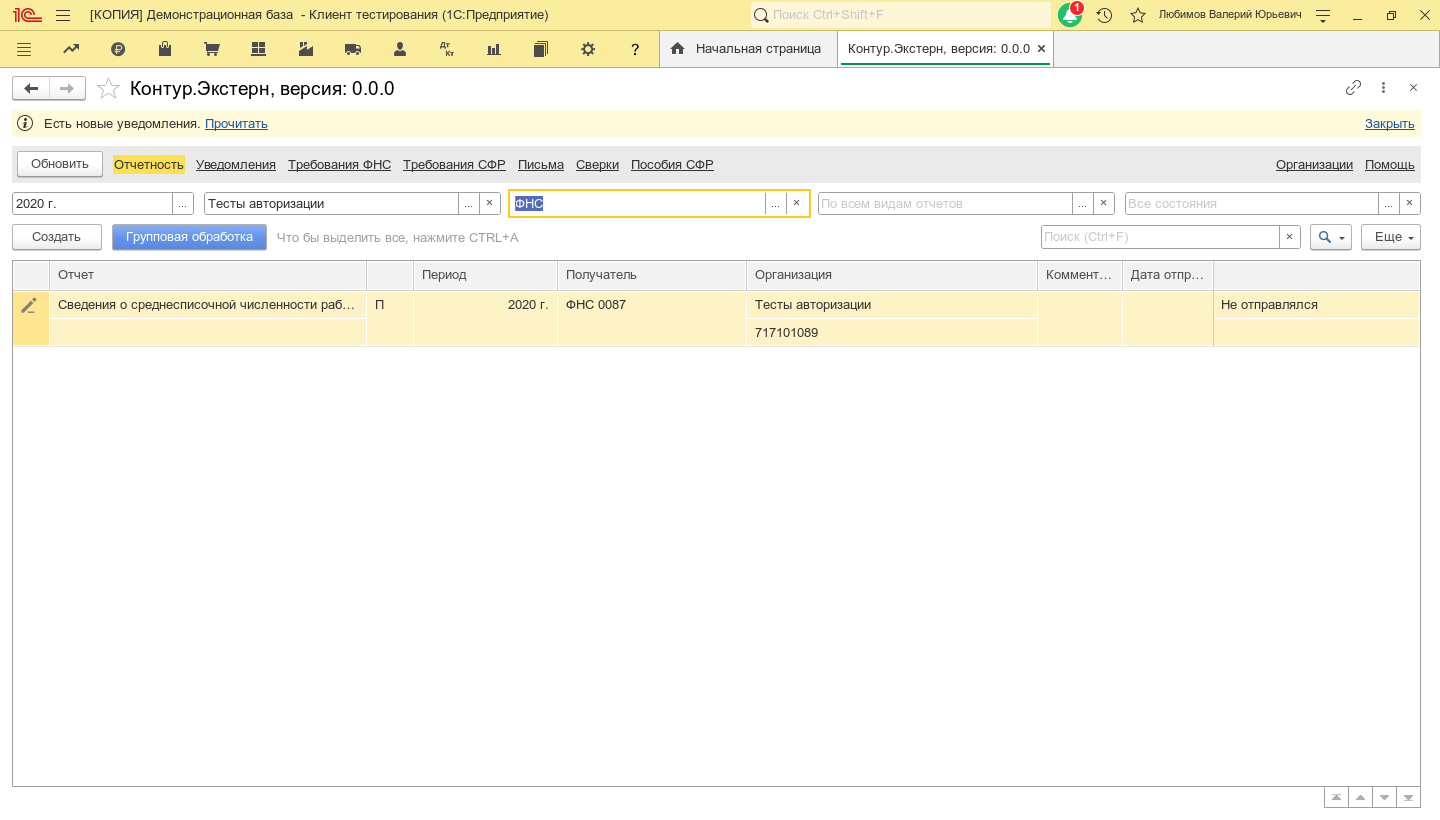 [КОПИЯ] Демонстрационная база - Клиент тестирования (1С:Предприятие)
Поиск Ctrl+Shift+F
1
Любимов Валерий Юрьевич
Дт Кт
?
Начальная страница
Контур.Экстерн, версия: 0.0.0
Контур.Экстерн, версия: 0.0.0
Есть новые уведомления. Прочитать
Закрыть
Обновить
Отчетность
Уведомления
Требования ФНС
Требования СФР
Письма
Сверки
Пособия СФР
Организации
Помощь
2020 г. ...
Тесты авторизации ... ×
ФНС ... ×
По всем видам отчетов ... ×
Все состояния ... ×
Создать
Групповая обработка
Что бы выделить все, нажмите CTRL+A
Поиск (Ctrl+F) ×
Еще
Отчет
Период
Получатель
Организация
Коммент...
Дата отпр...
Сведения о среднесписочной численности раб...
П
2020 г.
ФНС 0087
Тесты авторизации
Не отправлялся
717101089